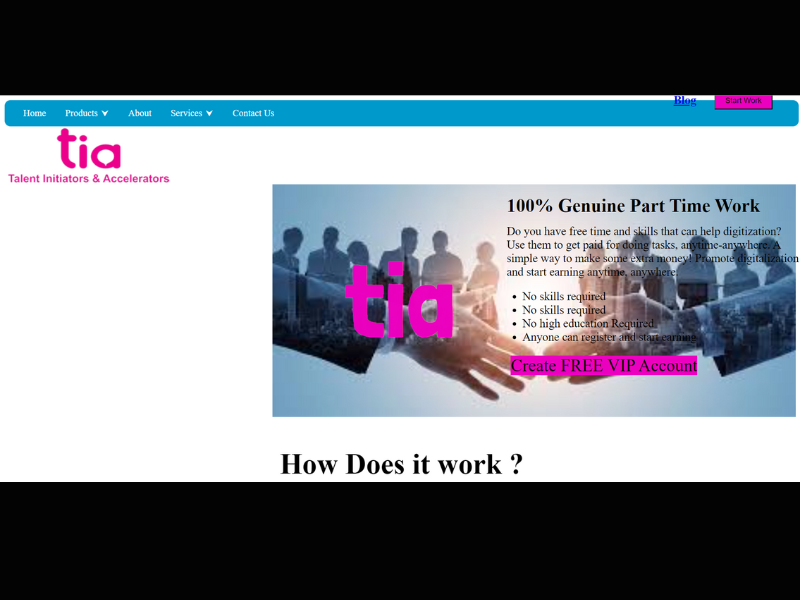 Blog
Start Work
Home Products About Services Contact Us
tia
Talent Initiators & Accelerators
100% Genuine Part Time Work
Do you have free time and skills that can help digitization?
Use them to get paid for doing tasks, anytime-anywhere. A
simple way to make some extra money! Promote digitalization
and start earning anytime, anywhere.
tia
No skills required
No skills required
No high education Required
Anyone can register and start earning
Create FREE VIP Account
How Does it work ?